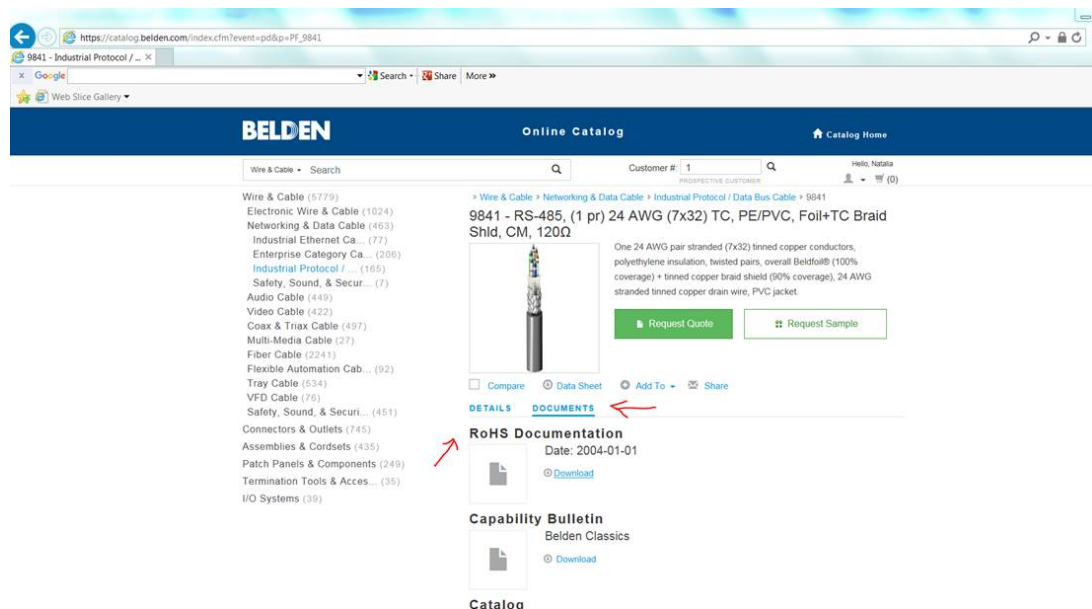 https://catalog.belden.com/index.cfm?event=pd&p=PF_9841
9841 - Industrial Protocol / ... ×
x Google Search Share More »
Web Slice Gallery
BELDEN Online Catalog Catalog Home
Wire & Cable Search Customer #: 1 Hello, Natalia
PROSPECTIVE CUSTOMER (0)
Wire & Cable (5779)
Electronic Wire & Cable (1024)
Networking & Data Cable (463)
Industrial Ethernet Ca... (77)
Enterprise Category Ca... (206)
Industrial Protocol / ... (165)
Safety, Sound, & Secur... (7)
Audio Cable (449)
Video Cable (422)
Coax & Triax Cable (497)
Multi-Media Cable (27)
Fiber Cable (2241)
Flexible Automation Cab... (92)
Tray Cable (534)
VFD Cable (76)
Safety, Sound, & Securi... (451)
Connectors & Outlets (745)
Assemblies & Cordsets (435)
Patch Panels & Components (249)
Termination Tools & Acces... (35)
I/O Systems (39)
> Wire & Cable > Networking & Data Cable > Industrial Protocol / Data Bus Cable > 9841
9841 - RS-485, (1 pr) 24 AWG (7x32) TC, PE/PVC, Foil+TC Braid
Shld, CM, 120Ω
One 24 AWG pair stranded (7x32) tinned copper conductors,
polyethylene insulation, twisted pairs, overall Beldfoil® (100%
coverage) + tinned copper braid shield (90% coverage), 24 AWG
stranded tinned copper drain wire, PVC jacket.
Request Quote Request Sample
Compare Data Sheet Add To Share
DETAILS DOCUMENTS
RoHS Documentation
Date: 2004-01-01
Download
Capability Bulletin
Belden Classics
Download
Catalog